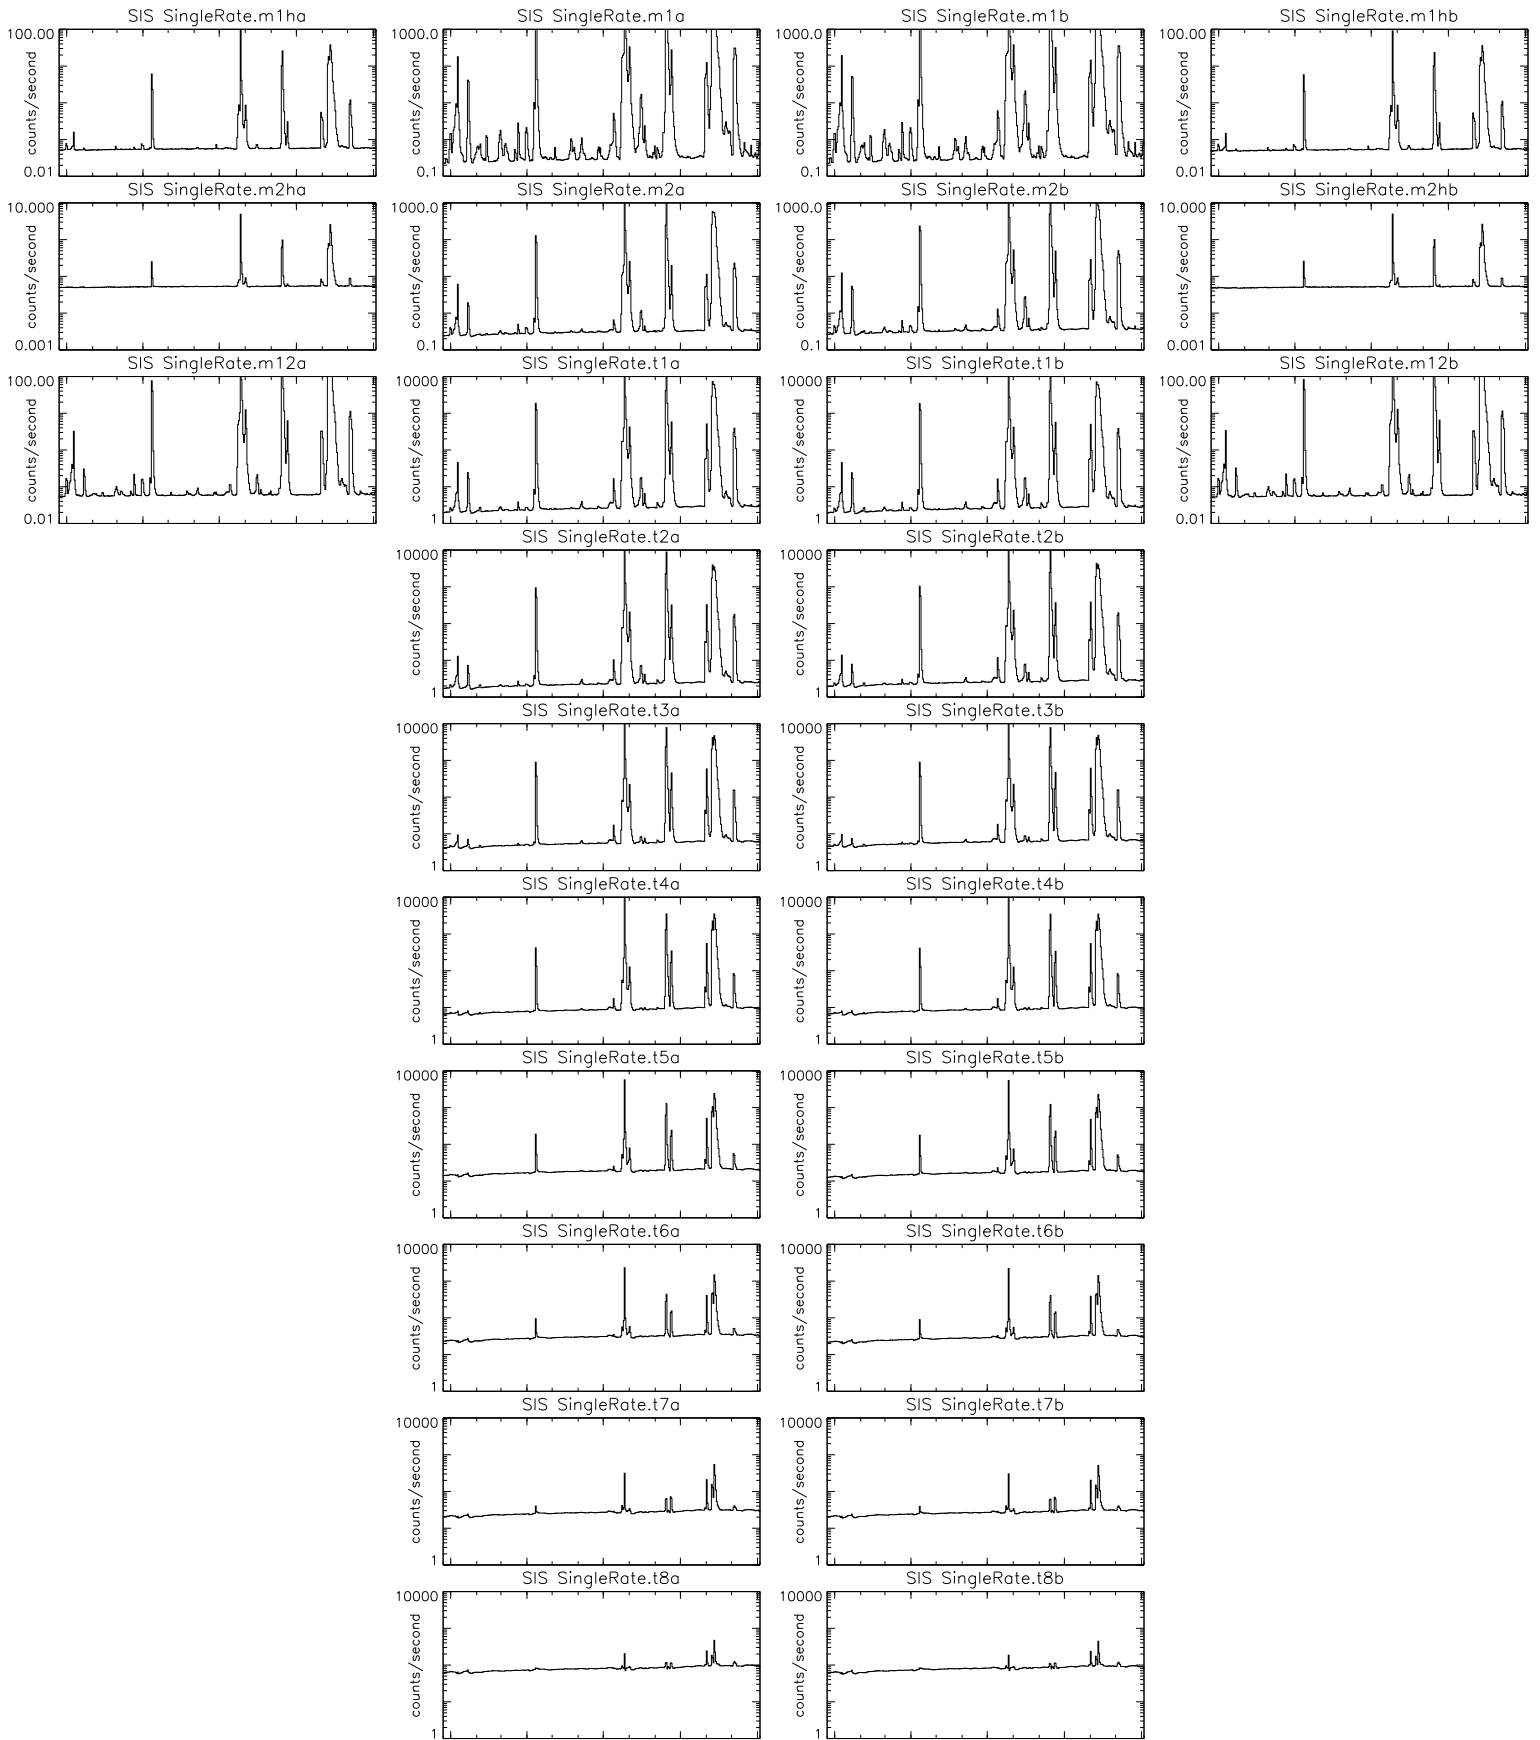 SIS SingleRate.m1ha
100.00
counts/second
0.01
SIS SingleRate.m1a
1000.0
counts/second
0.1
SIS SingleRate.m1b
1000.0
counts/second
0.1
SIS SingleRate.m1hb
100.00
counts/second
0.01
SIS SingleRate.m2ha
10.000
counts/second
0.001
SIS SingleRate.m2a
1000.0
counts/second
0.1
SIS SingleRate.m2b
1000.0
counts/second
0.1
SIS SingleRate.m2hb
10.000
counts/second
0.001
SIS SingleRate.m12a
100.00
counts/second
0.01
SIS SingleRate.t1a
10000
counts/second
1
SIS SingleRate.t1b
10000
counts/second
1
SIS SingleRate.m12b
100.00
counts/second
0.01
SIS SingleRate.t2a
10000
counts/second
1
SIS SingleRate.t2b
10000
counts/second
1
SIS SingleRate.t3a
10000
counts/second
1
SIS SingleRate.t3b
10000
counts/second
1
SIS SingleRate.t4a
10000
counts/second
1
SIS SingleRate.t4b
10000
counts/second
1
SIS SingleRate.t5a
10000
counts/second
1
SIS SingleRate.t5b
10000
counts/second
1
SIS SingleRate.t6a
10000
counts/second
1
SIS SingleRate.t6b
10000
counts/second
1
SIS SingleRate.t7a
10000
counts/second
1
SIS SingleRate.t7b
10000
counts/second
1
SIS SingleRate.t8a
10000
counts/second
1
SIS SingleRate.t8b
10000
counts/second
1